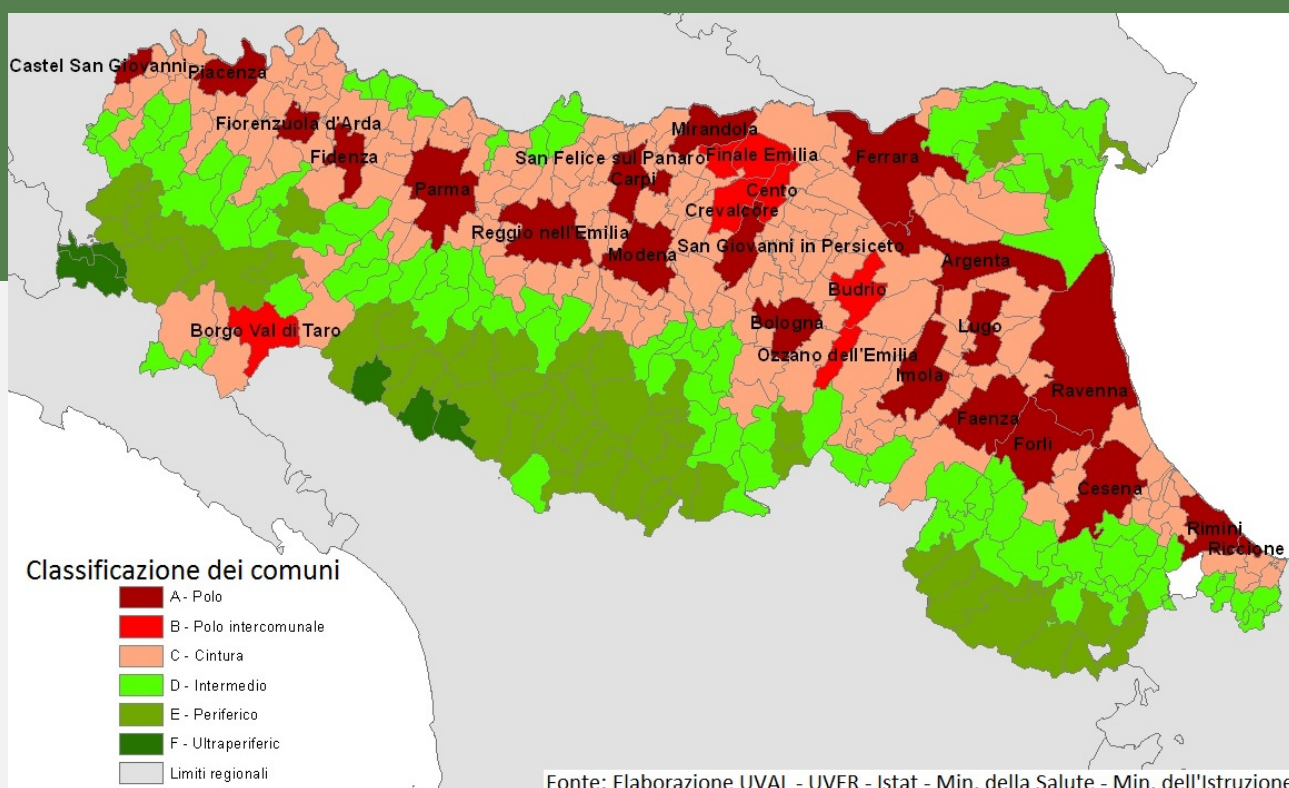 Castel San Giovanni
Piacenza
Fiorenzuola d'Arda
Fidenza
Parma
Reggio nell'Emilia
Modena
San Felice sul Panaro
Carpi
Mirandola
Finale Emilia
Cento
Crevalcore
San Giovanni in Persiceto
Ferrara
Argenta
Budrio
Bologna
Ozzano dell'Emilia
Lugo
Imola
Ravenna
Faenza
Forlì
Cesena
Rimini
Riccione
Borgo Val di Taro
Classificazione dei comuni
A - Polo
B - Polo intercomunale
C - Cintura
D - Intermedio
E - Periferico
F - Ultraperiferic
Limiti regionali
Fonte: Elaborazione UVAL - UVER - Istat - Min. della Salute - Min. dell'Istruzione